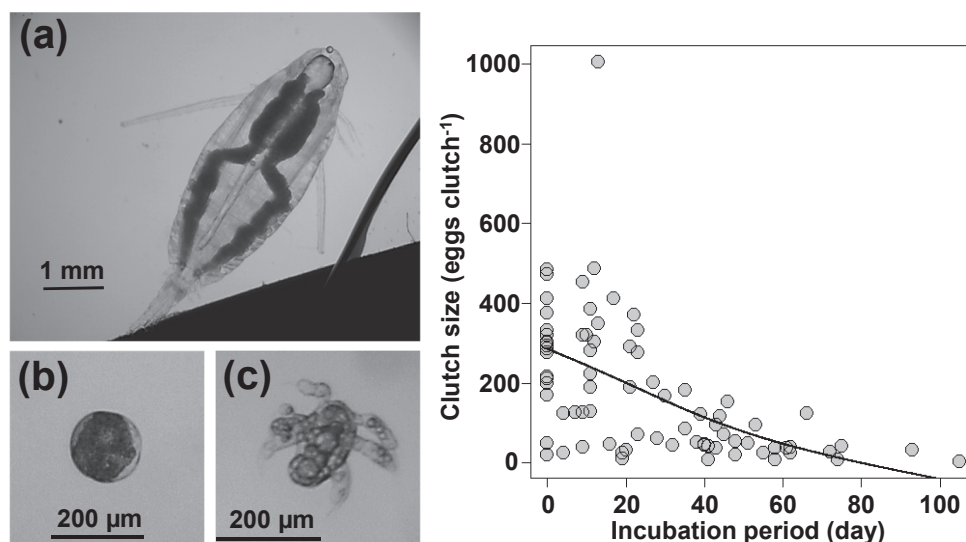 (a)
1 mm
(b)
200 µm
(c)
200 µm
Clutch size (eggs clutch-1)
1000
800
600
400
200
0
0 20 40 60 80 100
Incubation period (day)